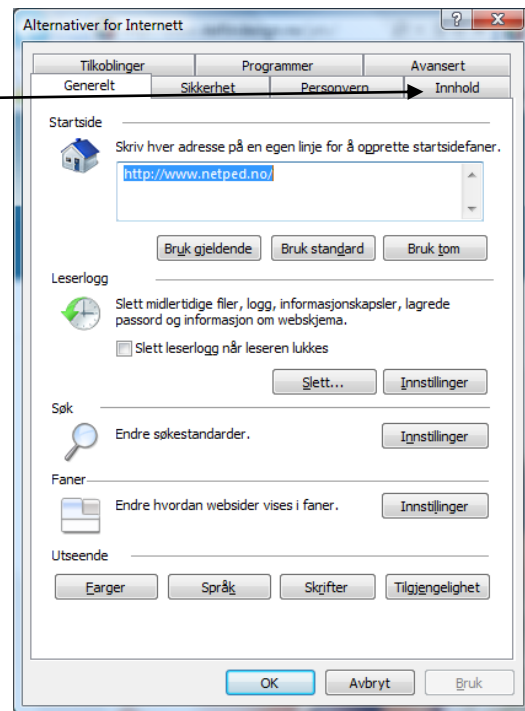 Alternativer for Internett
Tilkoblinger Programmer Avansert
Generelt Sikkerhet Personvern Innhold
Startside
Skriv hver adresse på en egen linje for å opprette startsidefaner.
http://www.netped.no/
Bruk gjeldende Bruk standard Bruk tom
Leserlogg
Slett midlertidige filer, logg, informasjonskapsler, lagrede
passord og informasjon om webskjema.
Slett leserlogg når leseren lukkes
Slett... Innstillinger
Søk
Endre søkestandarder. Innstillinger
Faner
Endre hvordan websider vises i faner. Innstillinger
Utseende
Farger Språk Skrifter Tilgjengelighet
OK Avbryt Bruk